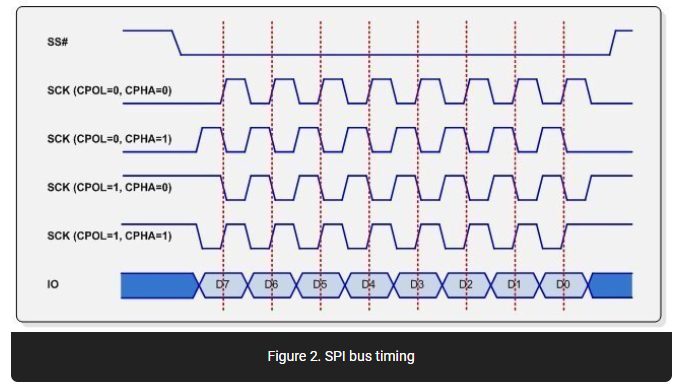 SS#
SCK (CPOL=0, CPHA=0)
SCK (CPOL=0, CPHA=1)
SCK (CPOL=1, CPHA=0)
SCK (CPOL=1, CPHA=1)
IO D7 D6 D5 D4 D3 D2 D1 D0
Figure 2. SPI bus timing